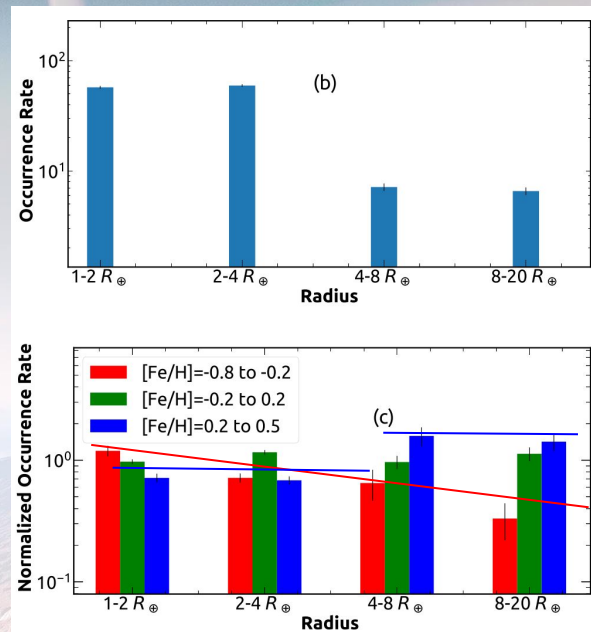 Occurrence Rate
10²
10¹
(b)
1-2 R⊕
2-4 R⊕
4-8 R⊕
8-20 R⊕
Radius
Normalized Occurrence Rate
[Fe/H]=-0.8 to -0.2
[Fe/H]=-0.2 to 0.2
[Fe/H]=0.2 to 0.5
(c)
10⁰
10⁻¹
1-2 R⊕
2-4 R⊕
4-8 R⊕
8-20 R⊕
Radius